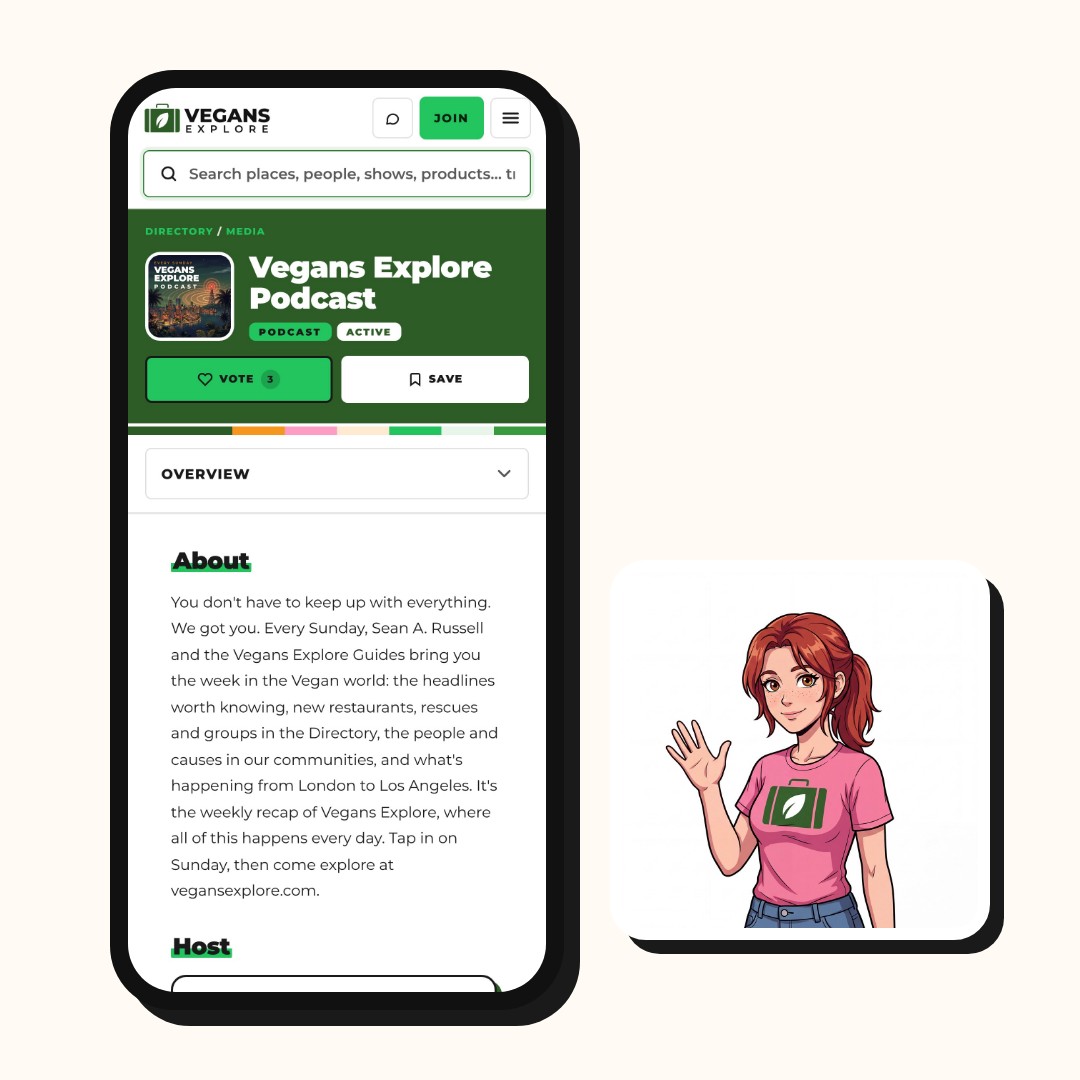 VEGANS
EXPLORE
JOIN
Search places, people, shows, products...
DIRECTORY / MEDIA
EVERY SUNDAY
VEGANS
EXPLORE
PODCAST
Vegans Explore
Podcast
PODCAST
ACTIVE
VOTE 3
SAVE
OVERVIEW
About
You don't have to keep up with everything.
We got you. Every Sunday, Sean A. Russell
and the Vegans Explore Guides bring you
the week in the Vegan world: the headlines
worth knowing, new restaurants, rescues
and groups in the Directory, the people and
causes in our communities, and what's
happening from London to Los Angeles. It's
the weekly recap of Vegans Explore, where
all of this happens every day. Tap in on
Sunday, then come explore at
vegansexplore.com.
Host